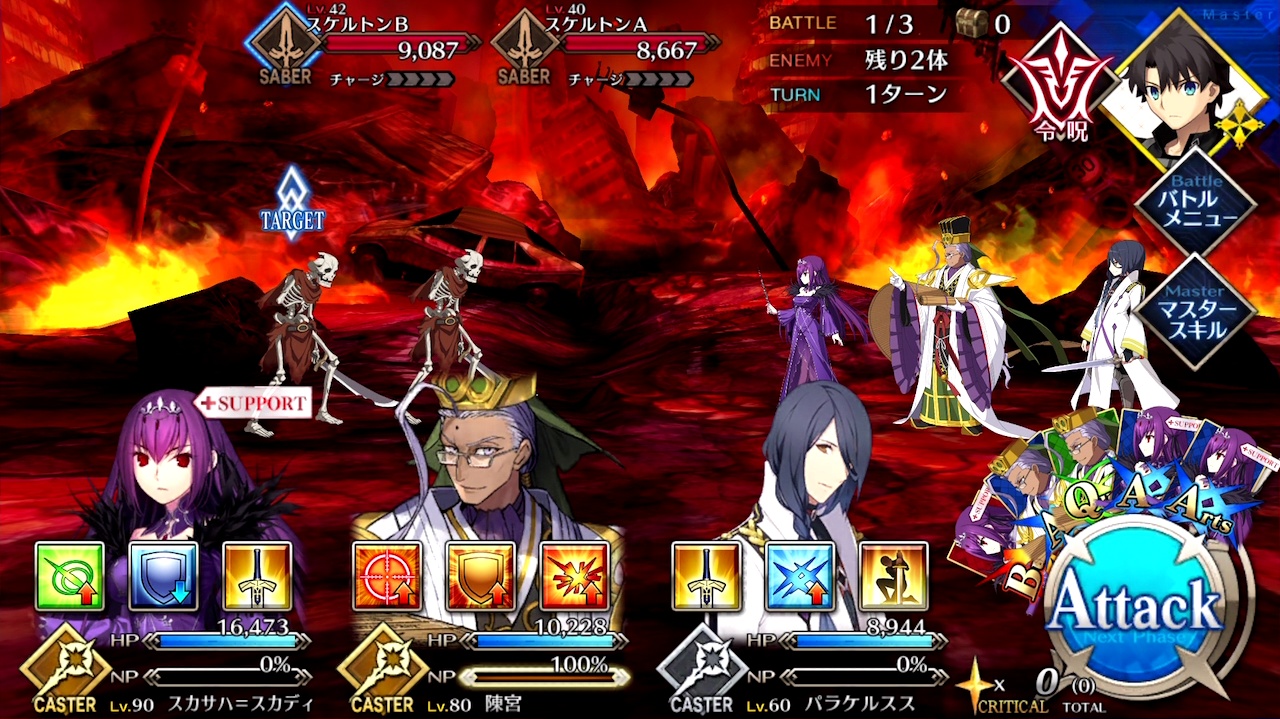 Lv.42
スケルトンB
9,087
SABER
チャージ
Lv.40
スケルトンA
8,667
SABER
チャージ
BATTLE 1/3
0
ENEMY 残り2体
TURN 1ターン
Master
令呪
Battle
バトル
メニュー
Master
マスター
スキル
TARGET
+SUPPORT
+SUPPORT
+SUPPORT
+SUPPORT
B
A
Q
A
Arts
Attack
Next Phase
HP 16,473
NP 0%
CASTER Lv.90 スカサハ=スカディ
HP 10,228
NP 100%
CASTER Lv.80 陳宮
HP 8,944
NP 0%
CASTER Lv.60 パラケルスス
x 0 (0)
CRITICAL TOTAL